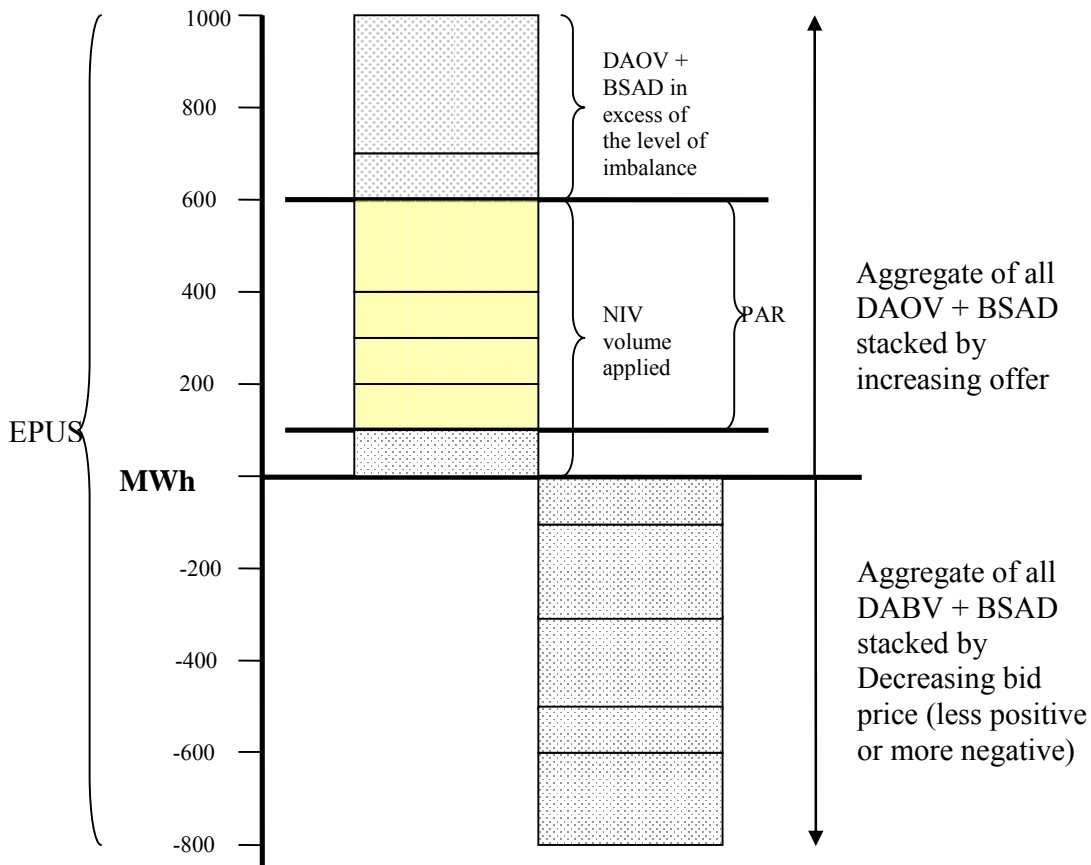 1000
800
600
400
200
MWh
-200
-400
-600
-800
EPUS
DAOV +
BSAD in
excess of
the level of
imbalance
NIV
volume
applied
PAR
Aggregate of all
DAOV + BSAD
stacked by
increasing offer
Aggregate of all
DABV + BSAD
stacked by
Decreasing bid
price (less positive
or more negative)